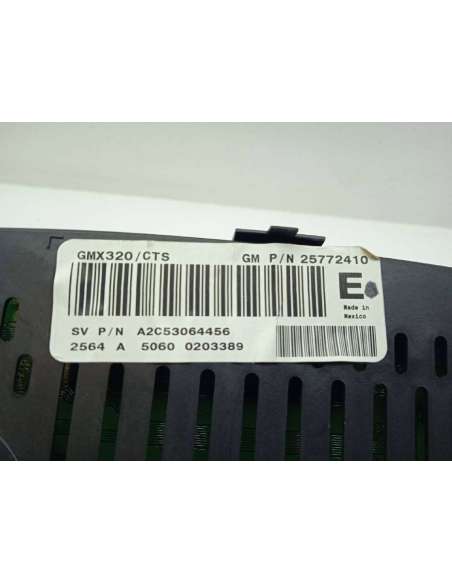 GMX320/CTS GM P/N 25772410
E
Made in
Mexico
SV P/N A2C53064456
2564 A 5060 0203389